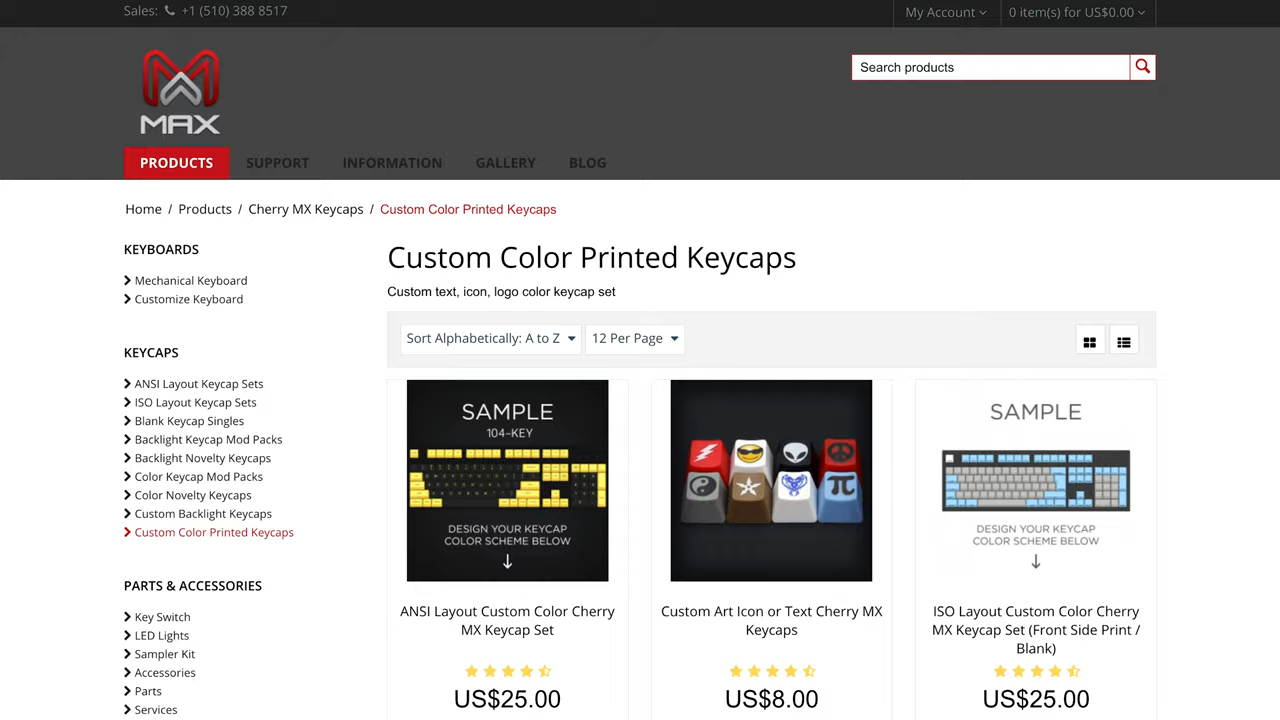 Sales: +1 (510) 388 8517
My Account
0 item(s) for US$0.00
MAX
Search products
PRODUCTS
SUPPORT
INFORMATION
GALLERY
BLOG
Home / Products / Cherry MX Keycaps / Custom Color Printed Keycaps
KEYBOARDS
Mechanical Keyboard
Customize Keyboard
KEYCAPS
ANSI Layout Keycap Sets
ISO Layout Keycap Sets
Blank Keycap Singles
Backlight Keycap Mod Packs
Backlight Novelty Keycaps
Color Keycap Mod Packs
Color Novelty Keycaps
Custom Backlight Keycaps
Custom Color Printed Keycaps
PARTS & ACCESSORIES
Key Switch
LED Lights
Sampler Kit
Accessories
Parts
Services
Custom Color Printed Keycaps
Custom text, icon, logo color keycap set
Sort Alphabetically: A to Z
12 Per Page
SAMPLE
104-KEY
DESIGN YOUR KEYCAP
COLOR SCHEME BELOW
ANSI Layout Custom Color Cherry
MX Keycap Set
US$25.00
π
Custom Art Icon or Text Cherry MX
Keycaps
US$8.00
SAMPLE
DESIGN YOUR KEYCAP
COLOR SCHEME BELOW
ISO Layout Custom Color Cherry
MX Keycap Set (Front Side Print /
Blank)
US$25.00